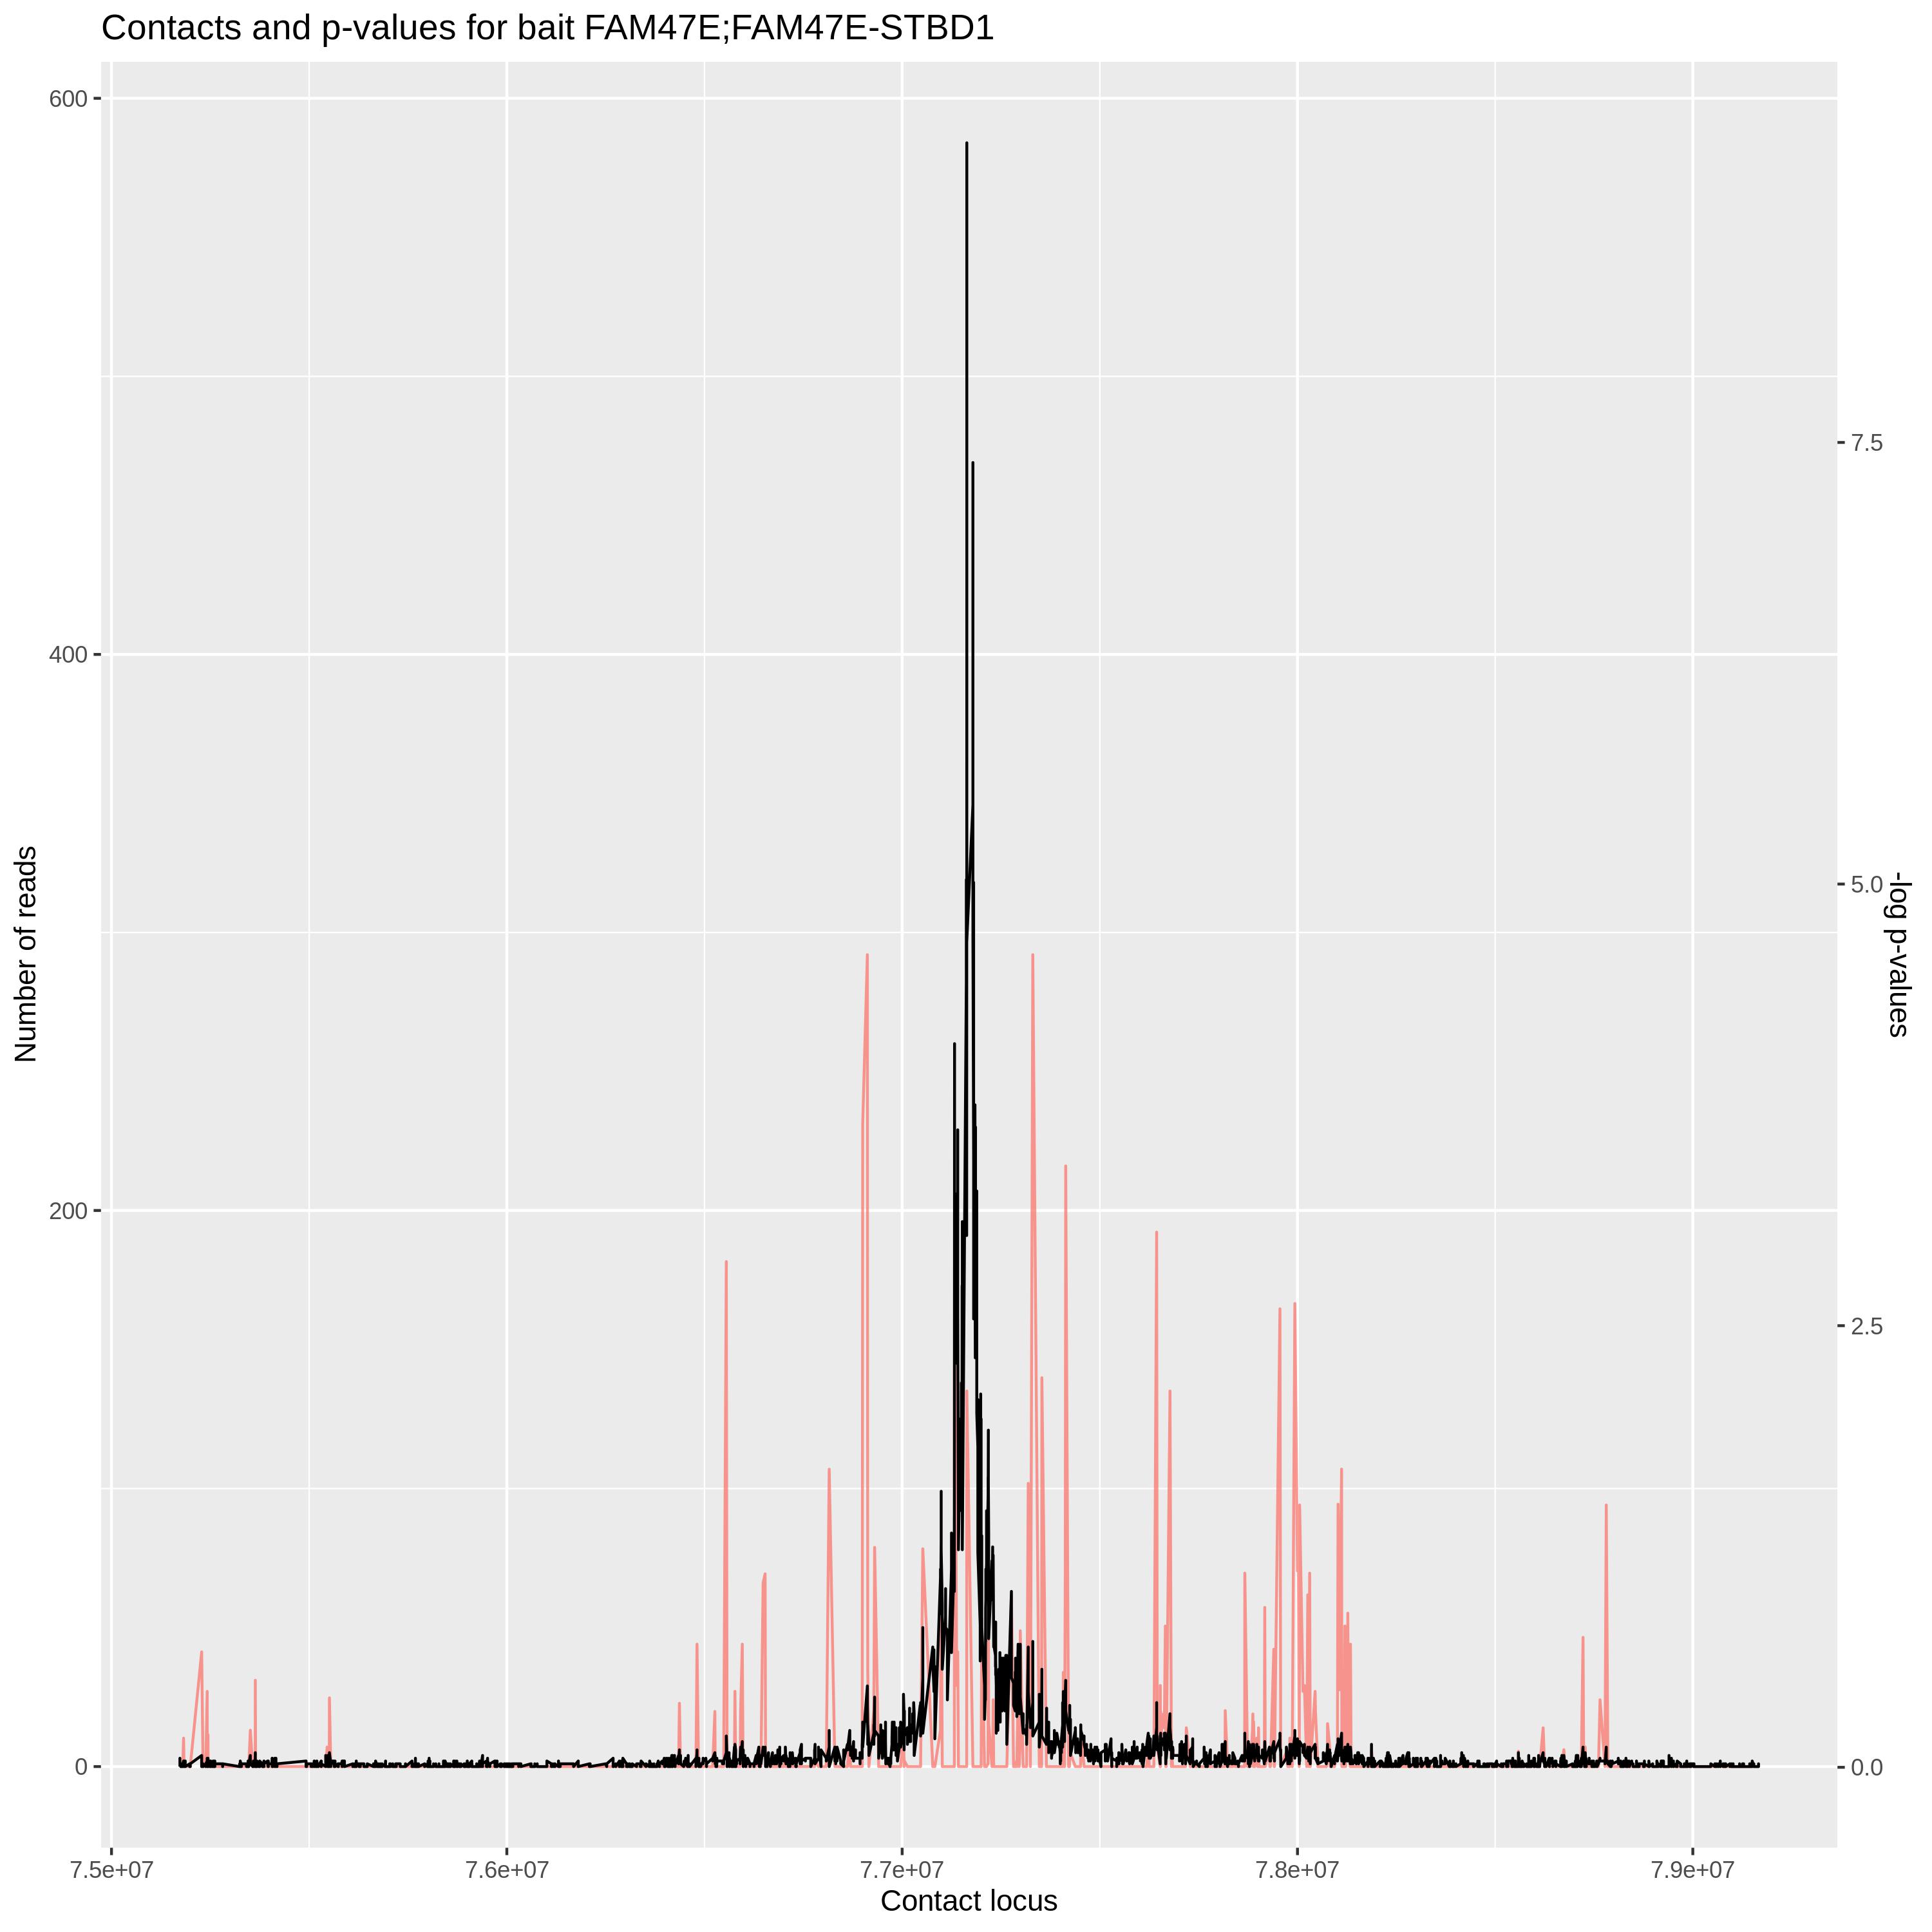 Contacts and p-values for bait FAM47E;FAM47E-STBD1
600
400
200
0
Number of reads
7.5
5.0
2.5
0.0
-log p-values
7.5e+07
7.6e+07
7.7e+07
7.8e+07
7.9e+07
Contact locus